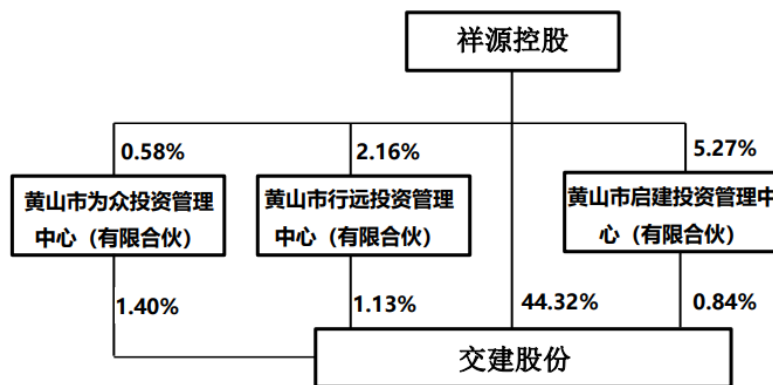 祥源控股
0.58%
2.16%
5.27%
黄山市为众投资管理
中心（有限合伙）
黄山市行远投资管理
中心（有限合伙）
黄山市启建投资管理中
心（有限合伙）
1.40%
1.13%
44.32%
0.84%
交建股份